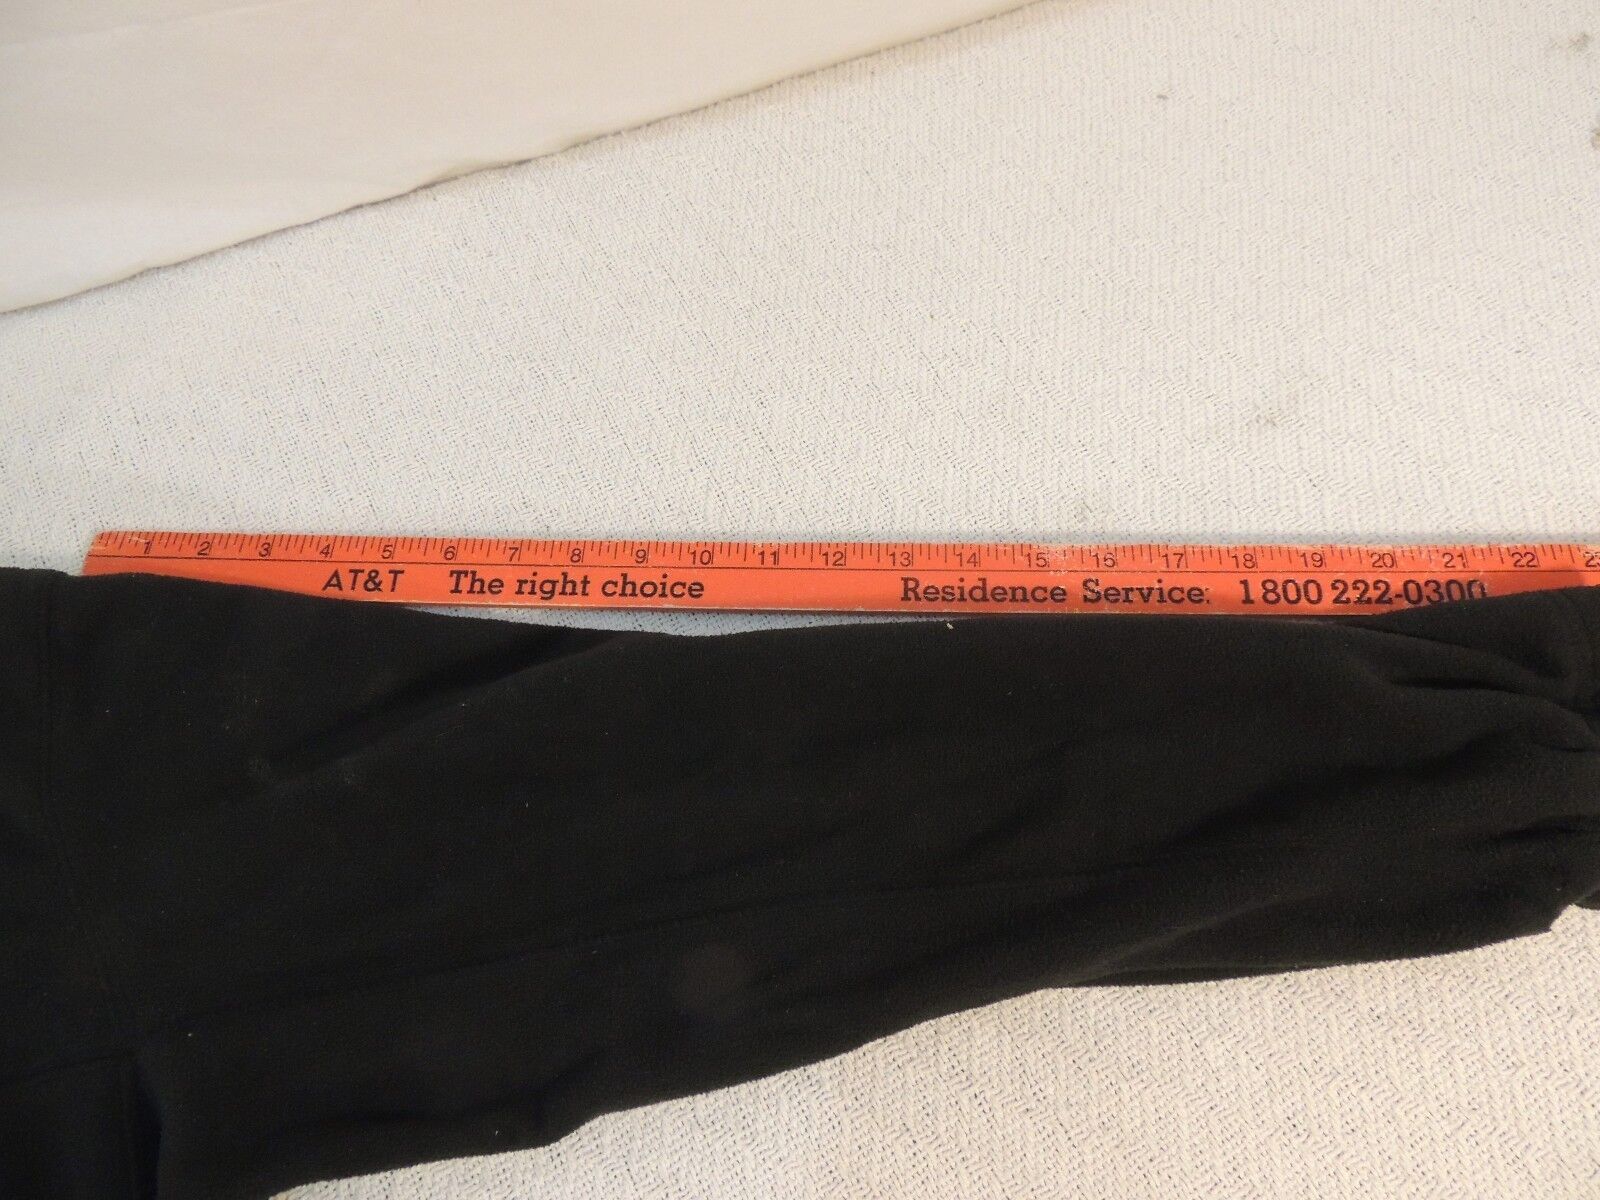 1 2 3 4 5 6 7 8 9 10 11 12 13 14 15 16 17 18 19 20 21 22 23
AT&T The right choice Residence Service: 1 800 222-0300